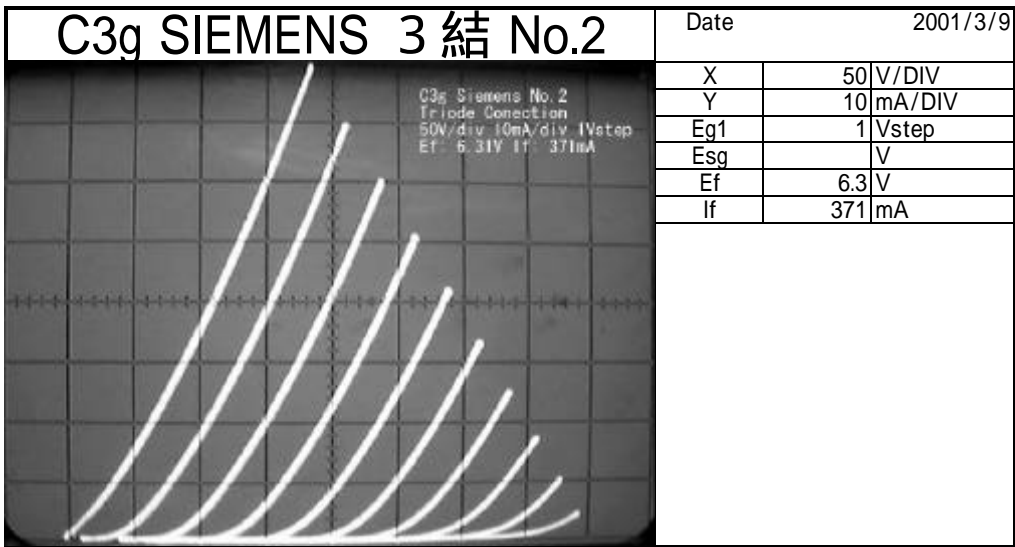 C3g SIEMENS 3結 No.2
Date 2001/3/9
X 50 V/DIV
Y 10 mA/DIV
Eg1 1 Vstep
Esg V
Ef 6.3 V
If 371 mA
C3g Siemens No.2
Triode Conection
50V/div 10mA/div 1Vstep
Ef: 6.31V If: 371mA